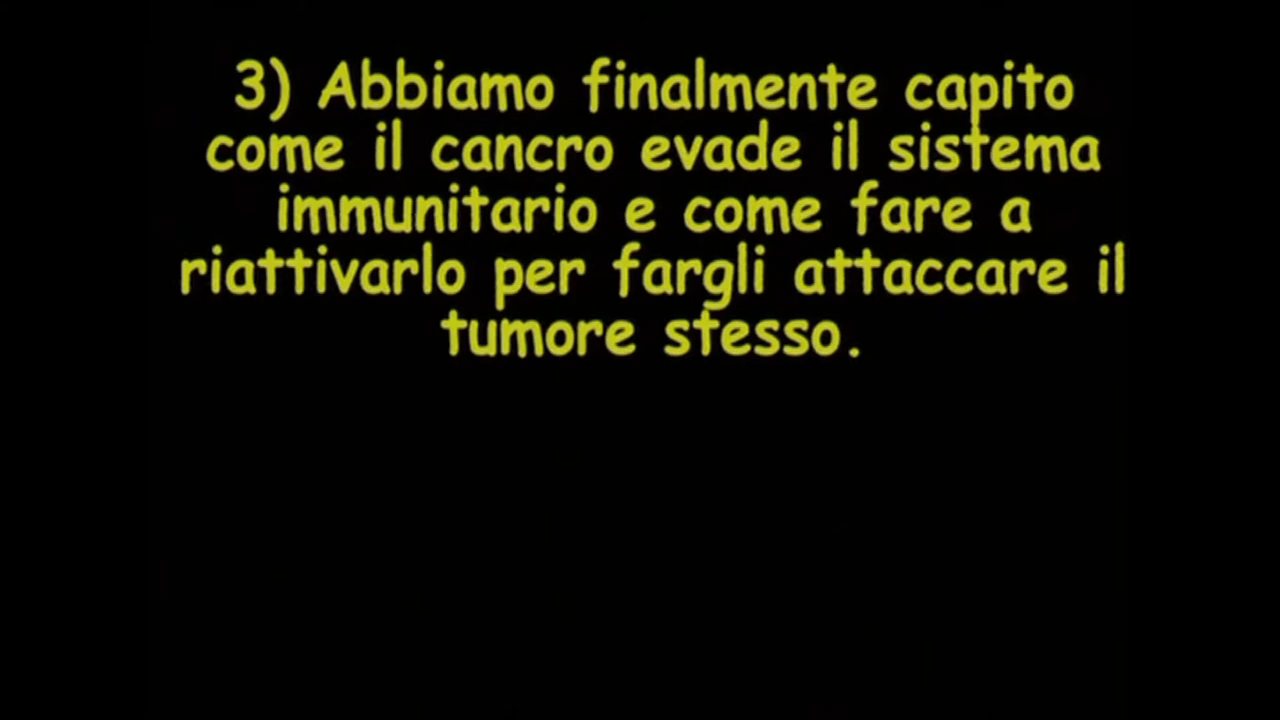 3) Abbiamo finalmente capito
come il cancro evade il sistema
immunitario e come fare a
riattivarlo per fargli attaccare il
tumore stesso.